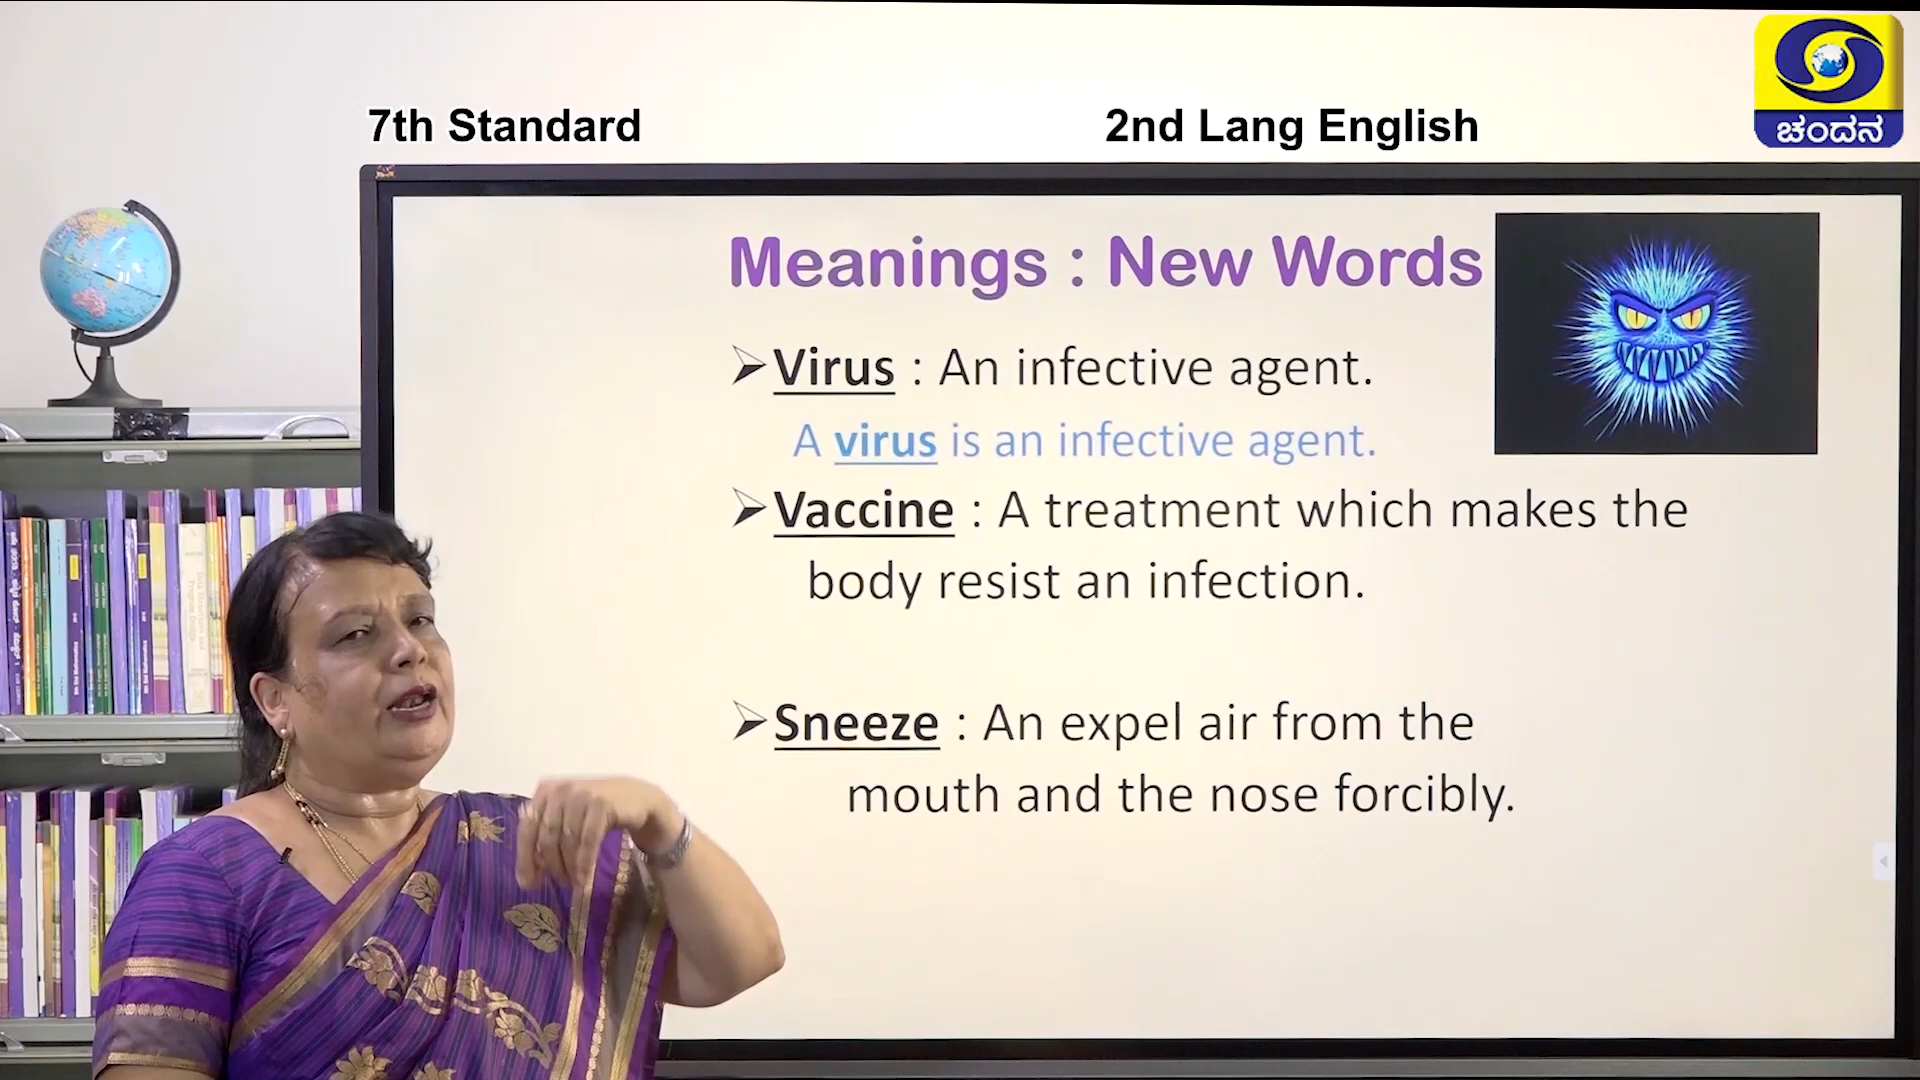 7th Standard
2nd Lang English
ಚಂದನ
Meanings : New Words
Virus : An infective agent.
A virus is an infective agent.
Vaccine : A treatment which makes the
body resist an infection.
Sneeze : An expel air from the
mouth and the nose forcibly.